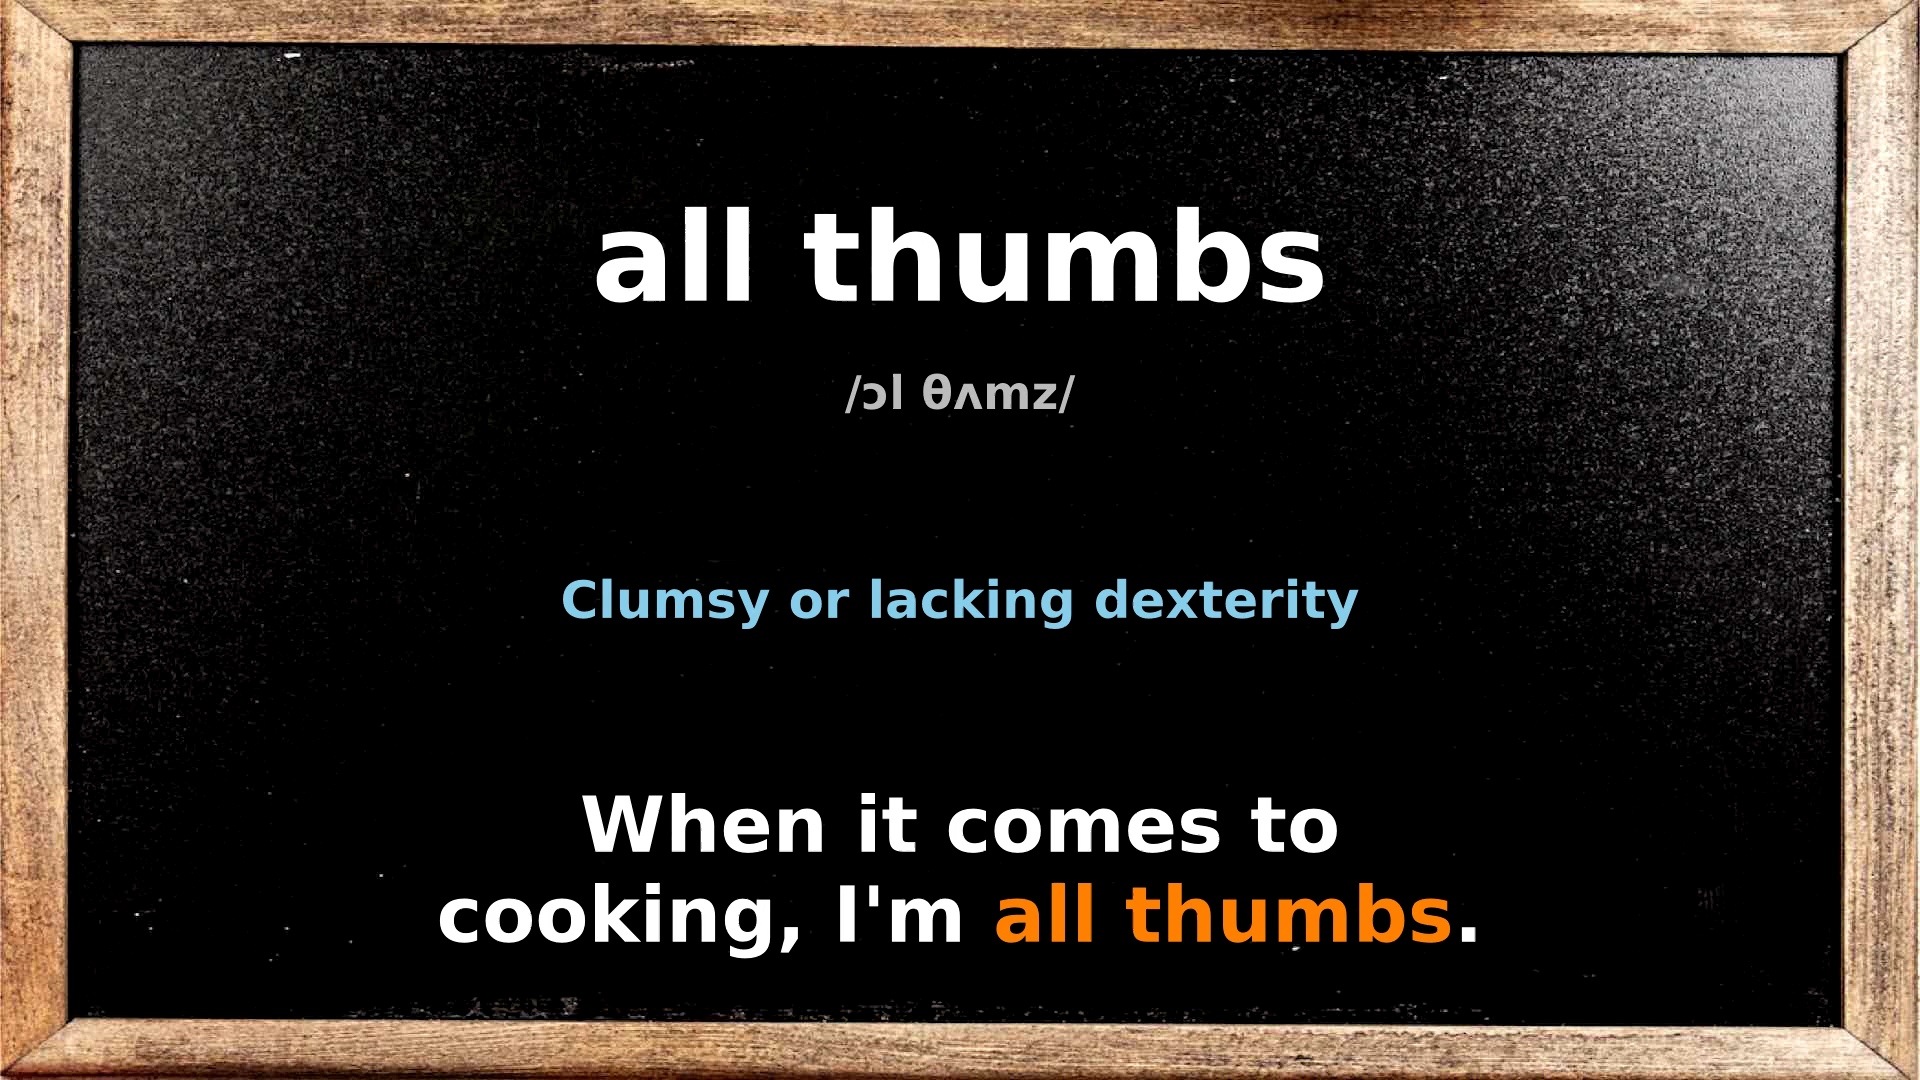 all thumbs
/ɔl θʌmz/
Clumsy or lacking dexterity
When it comes to
cooking, I'm all thumbs.